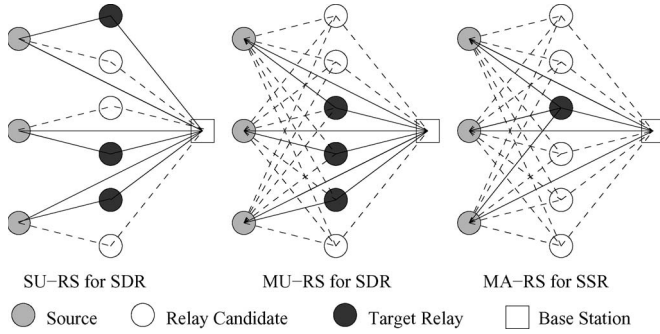 SU−RS for SDR MU−RS for SDR MA−RS for SSR
Source Relay Candidate Target Relay Base Station